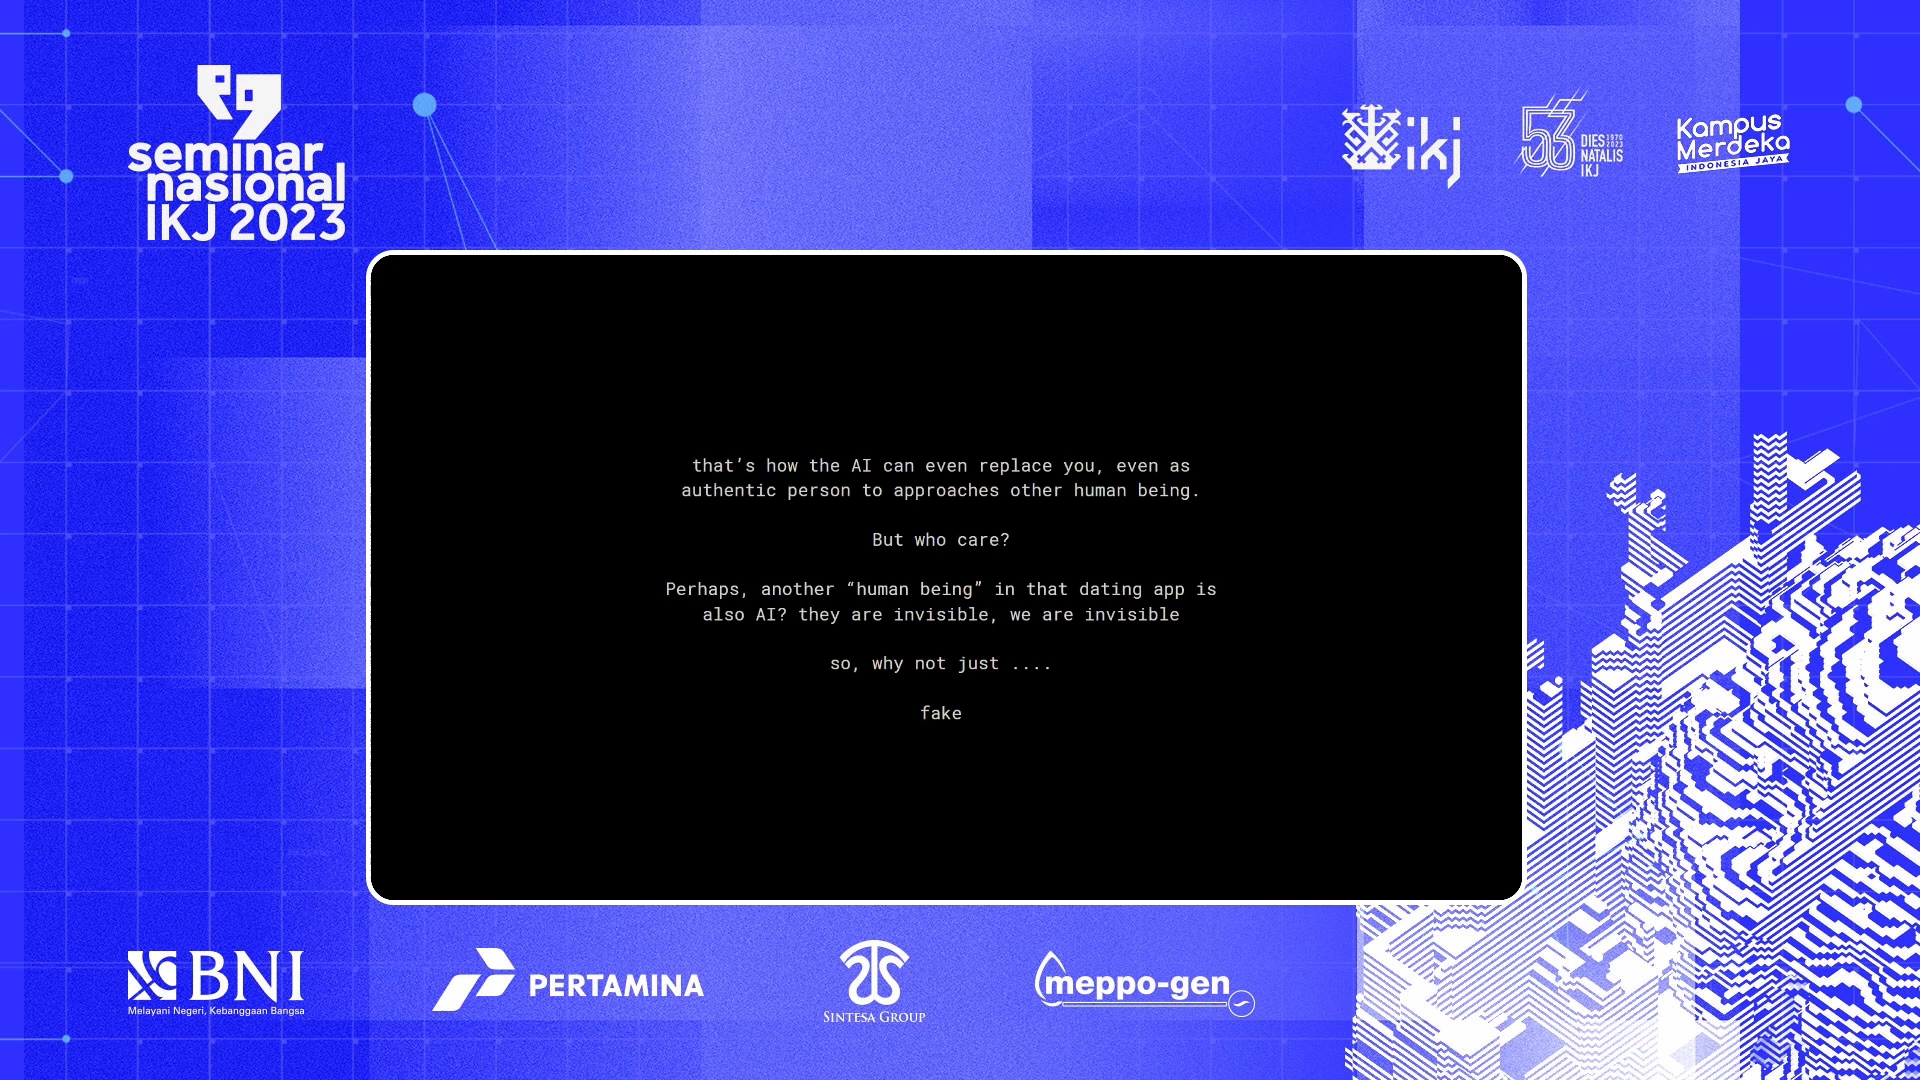 seminar
nasional
IKJ 2023
ikj
53
DIES 1970
2023
NATALIS
IKJ
Kampus
Merdeka
INDONESIA JAYA
that’s how the AI can even replace you, even as
authentic person to approaches other human being.
But who care?
Perhaps, another “human being” in that dating app is
also AI? they are invisible, we are invisible
so, why not just ....
fake
BNI
Melayani Negeri, Kebanggaan Bangsa
PERTAMINA
SINTESA GROUP
meppo-gen